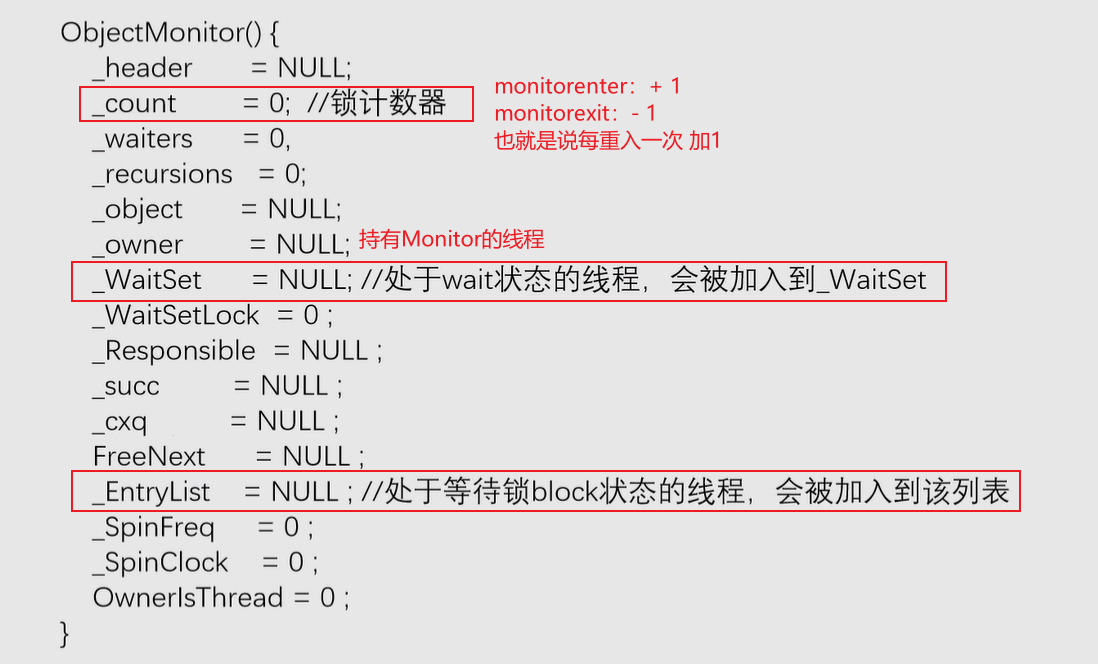 ObjectMonitor() {
_header = NULL;
_count = 0; //锁计数器
monitorenter：+ 1
monitorexit：- 1
也就是说每重入一次 加1
_waiters = 0,
_recursions = 0;
_object = NULL;
_owner = NULL; 持有Monitor的线程
_WaitSet = NULL; //处于wait状态的线程，会被加入到_WaitSet
_WaitSetLock = 0 ;
_Responsible = NULL ;
_succ = NULL ;
_cxq = NULL ;
FreeNext = NULL ;
_EntryList = NULL ; //处于等待锁block状态的线程，会被加入到该列表
_SpinFreq = 0 ;
_SpinClock = 0 ;
OwnerIsThread = 0 ;
}